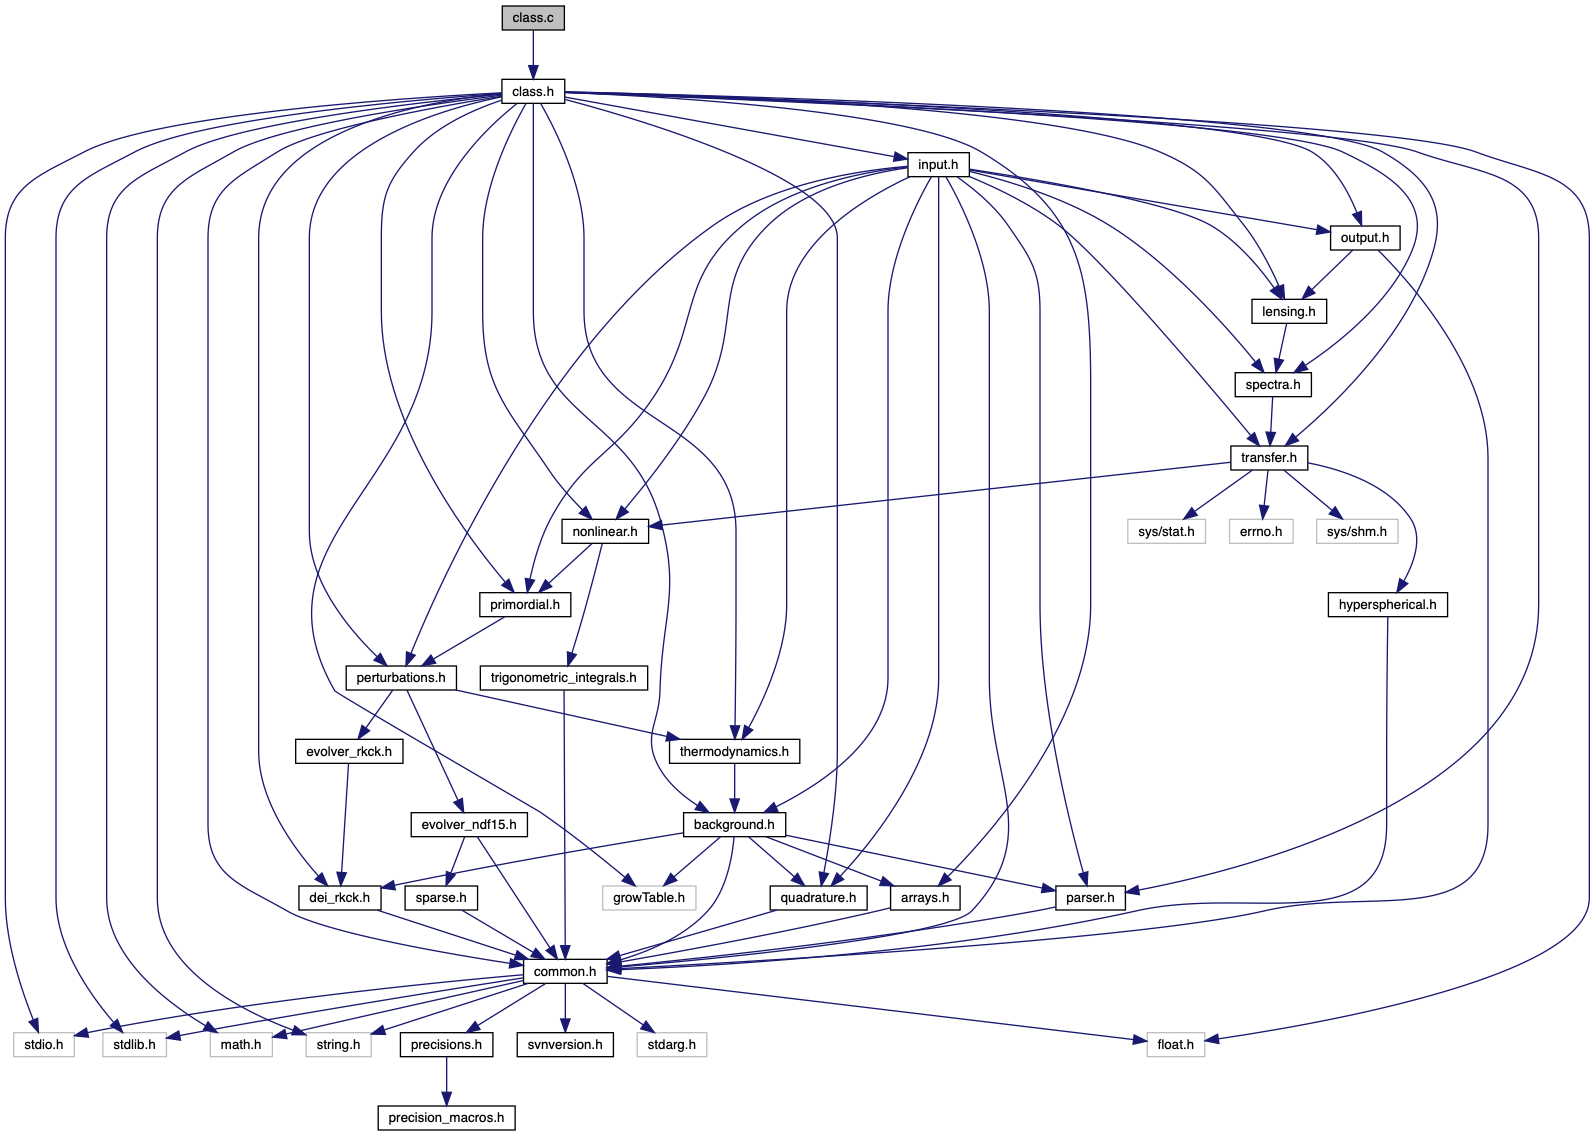 class.c
class.h
input.h
output.h
lensing.h
spectra.h
transfer.h
nonlinear.h
sys/stat.h
errno.h
sys/shm.h
primordial.h
hyperspherical.h
perturbations.h
trigonometric_integrals.h
evolver_rkck.h
thermodynamics.h
evolver_ndf15.h
background.h
dei_rkck.h
sparse.h
growTable.h
quadrature.h
arrays.h
parser.h
common.h
stdio.h
stdlib.h
math.h
string.h
precisions.h
svnversion.h
stdarg.h
float.h
precision_macros.h